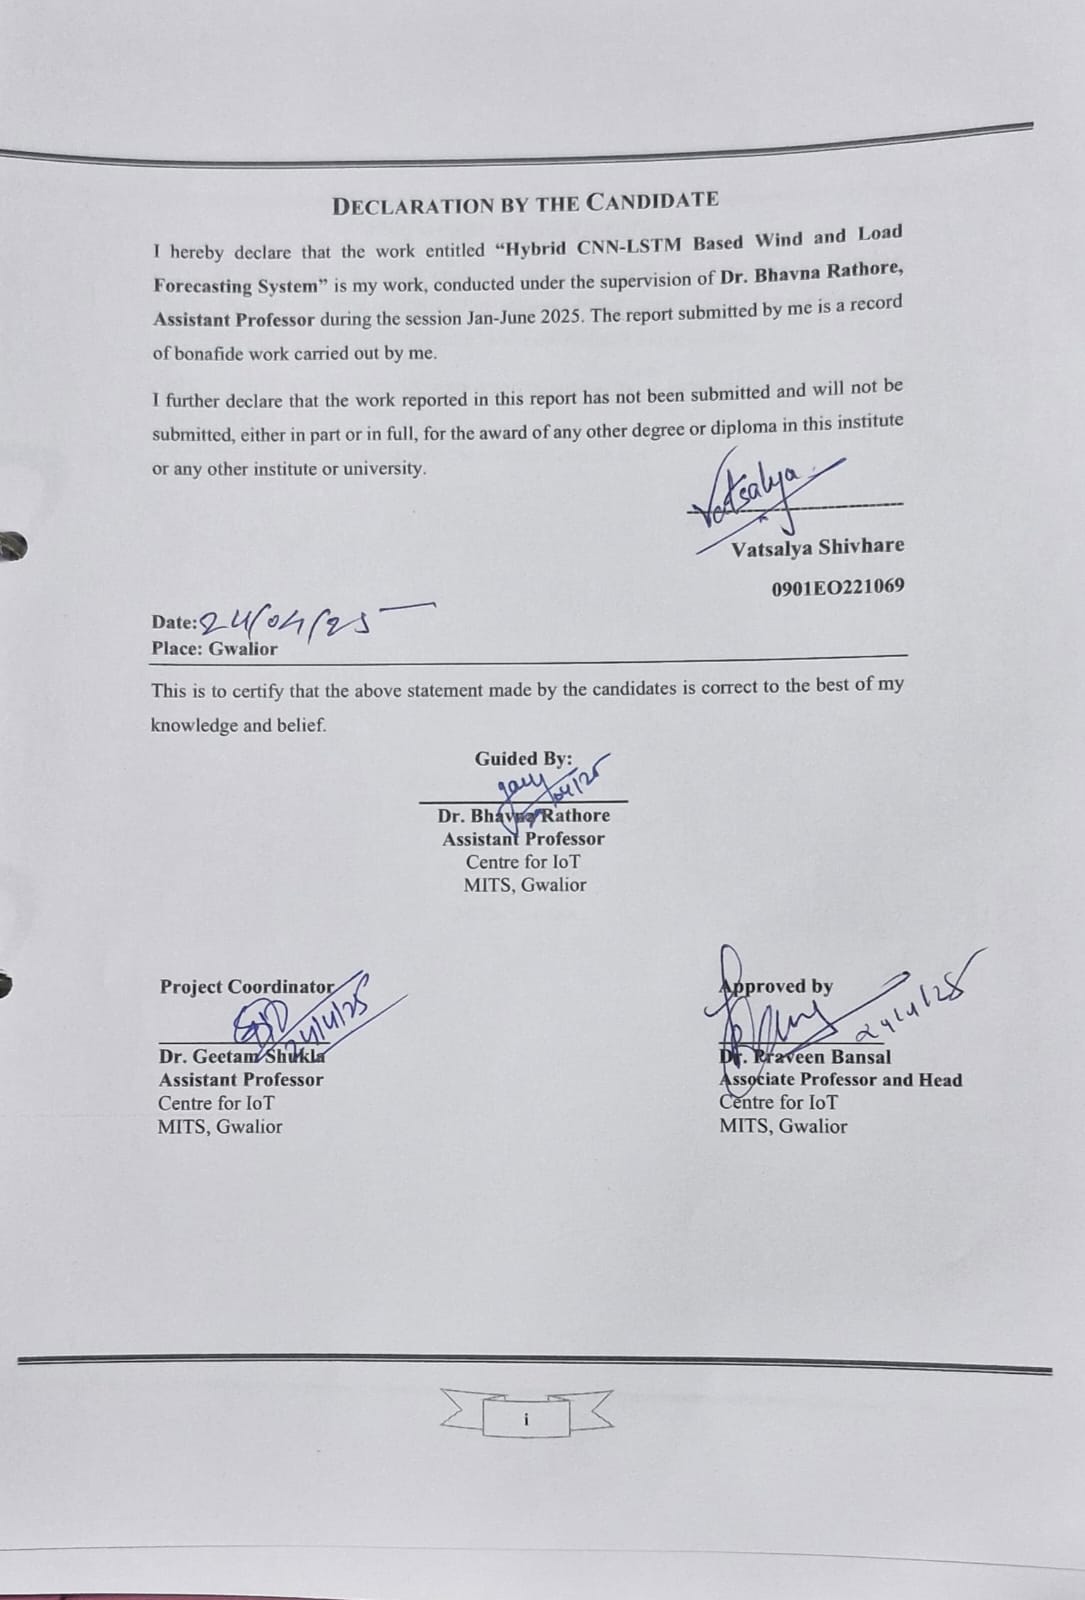 DECLARATION BY THE CANDIDATE
I hereby declare that the work entitled “Hybrid CNN-LSTM Based Wind and Load
Forecasting System” is my work, conducted under the supervision of Dr. Bhavna Rathore,
Assistant Professor during the session Jan-June 2025. The report submitted by me is a record
of bonafide work carried out by me.
I further declare that the work reported in this report has not been submitted and will not be
submitted, either in part or in full, for the award of any other degree or diploma in this institute
or any other institute or university.
Vatsalya
Vatsalya Shivhare
0901EO221069
Date: 24/04/25
Place: Gwalior
This is to certify that the above statement made by the candidates is correct to the best of my
knowledge and belief.
Guided By:
Dr. Bhavna Rathore
Assistant Professor
Centre for IoT
MITS, Gwalior
Project Coordinator
24/4/25
Dr. Geetam Shukla
Assistant Professor
Centre for IoT
MITS, Gwalior
Approved by
24/4/25
Dr. Praveen Bansal
Associate Professor and Head
Centre for IoT
MITS, Gwalior
i